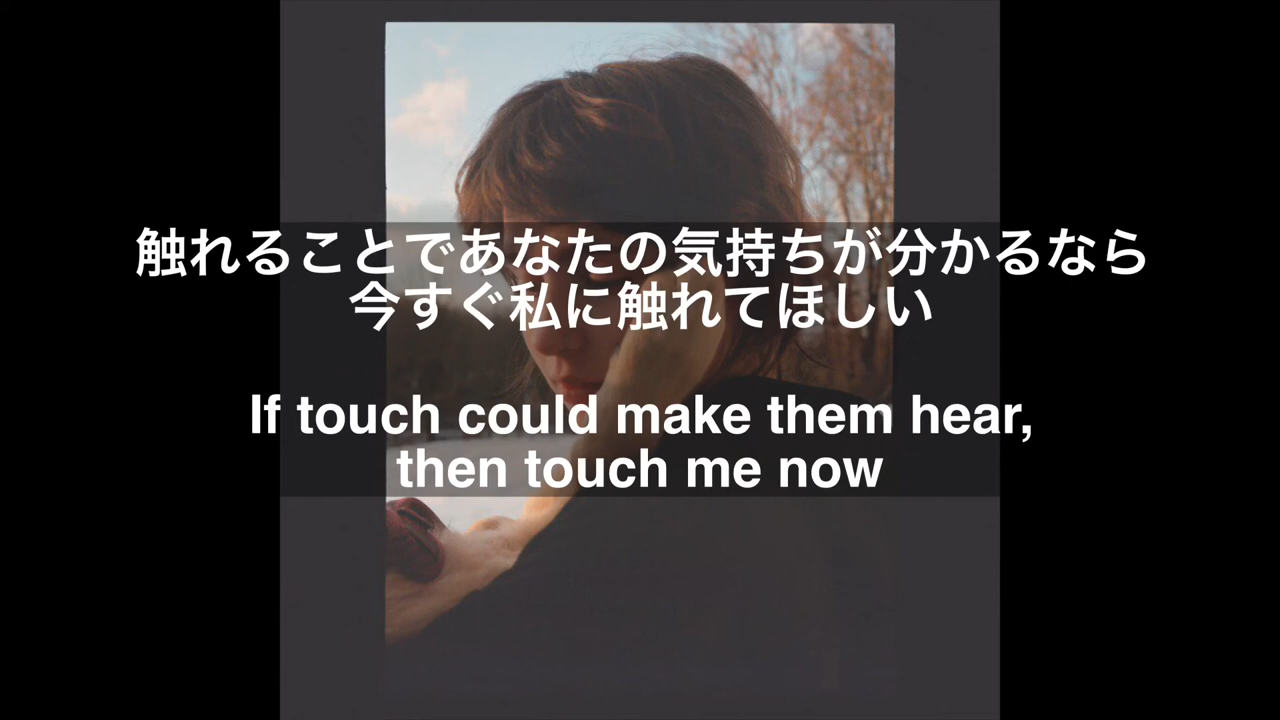 触れることであなたの気持ちが分かるなら
今すぐ私に触れてほしい
If touch could make them hear,
then touch me now